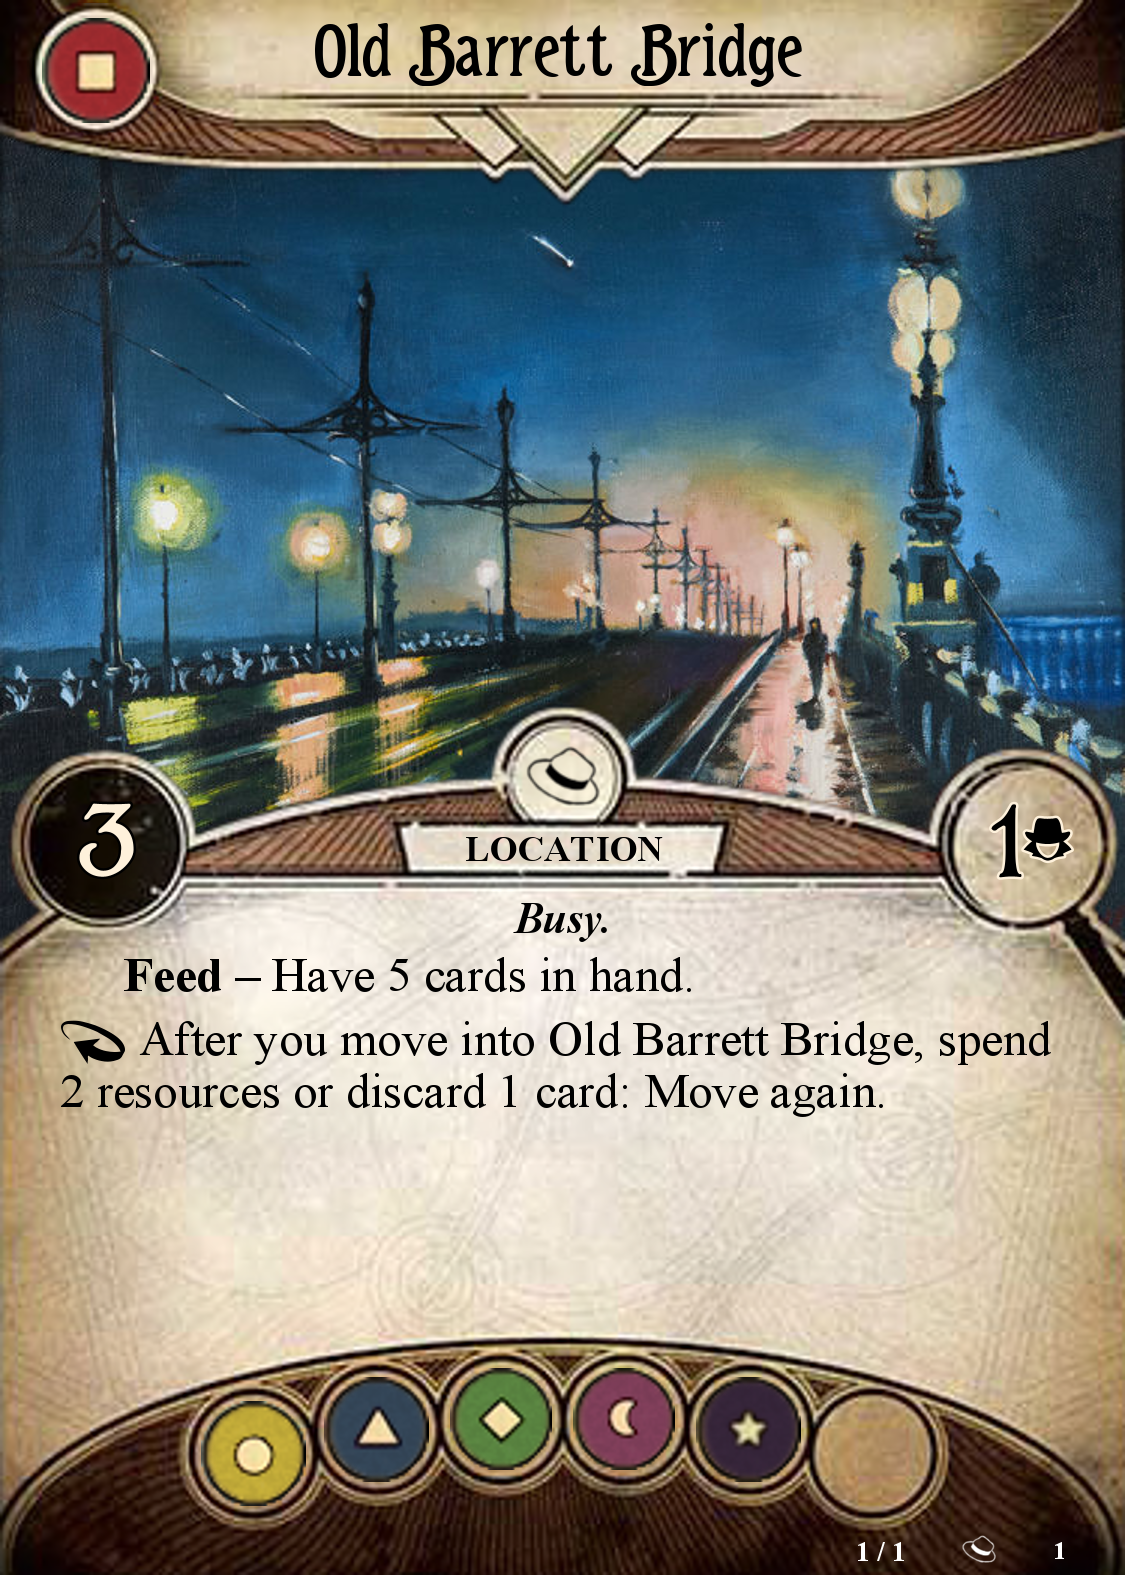 Old Barrett Bridge
3
1
LOCATION
Busy.
Feed – Have 5 cards in hand.
After you move into Old Barrett Bridge, spend
2 resources or discard 1 card: Move again.
1 / 1
1